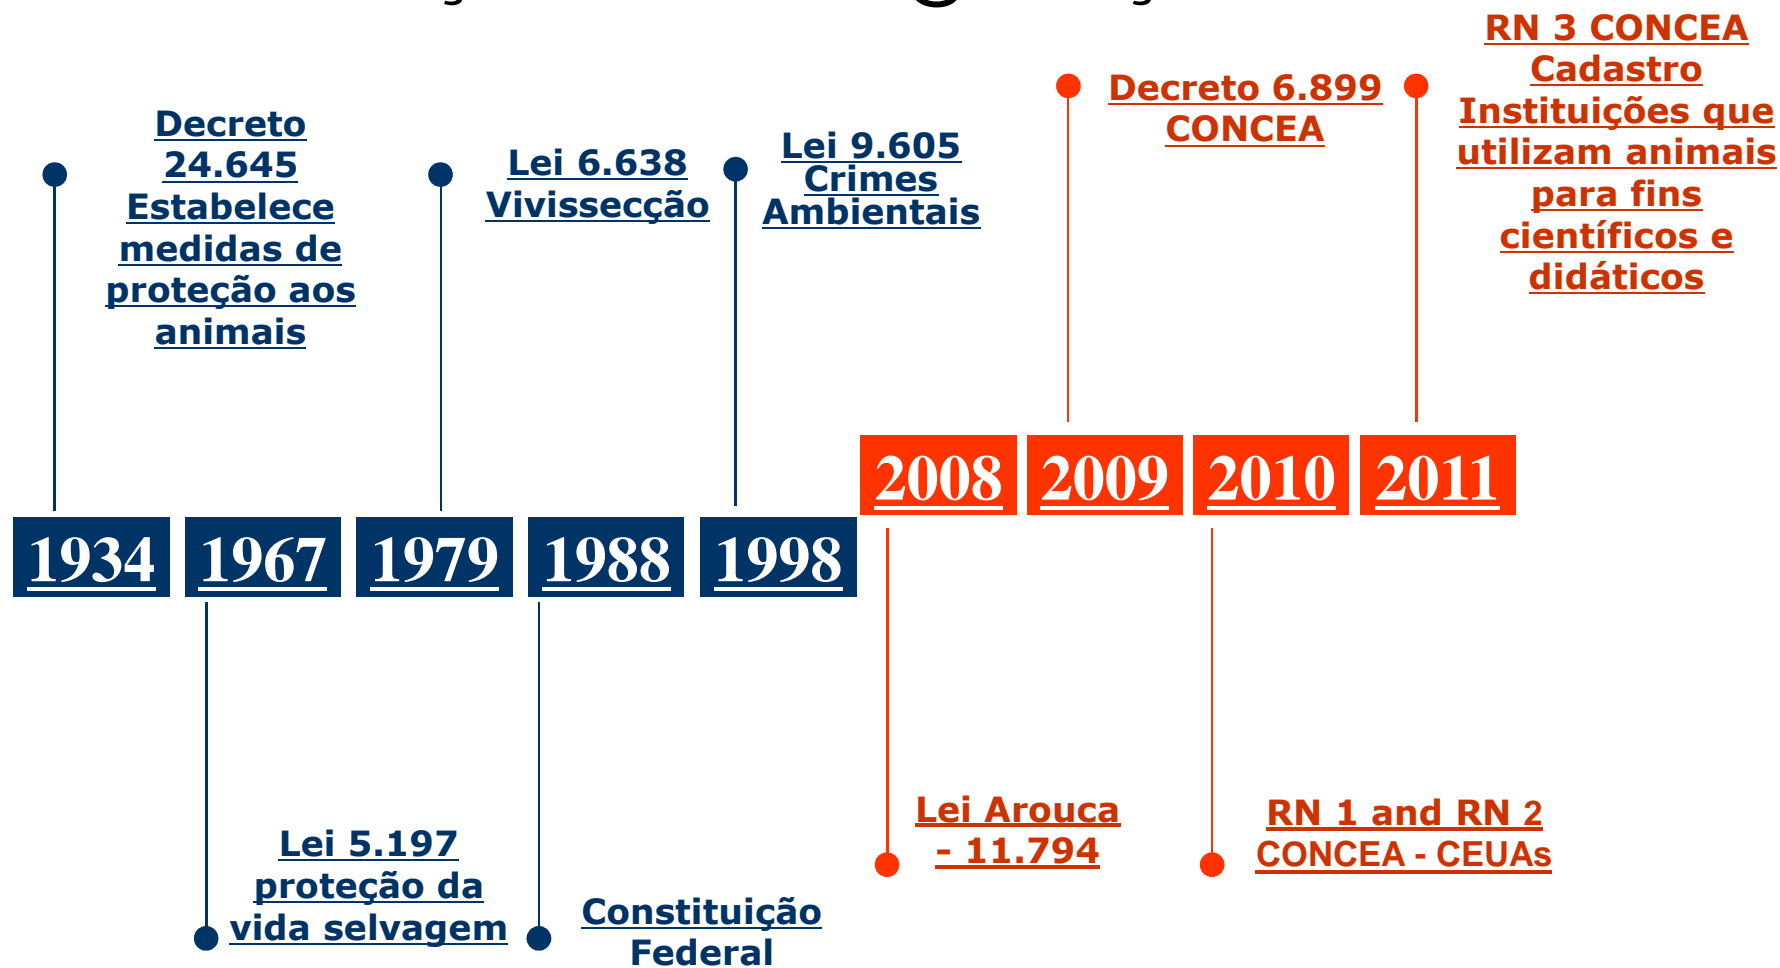 RN 3 CONCEA
Cadastro
Instituições que
utilizam animais
para fins
científicos e
didáticos
Decreto 6.899
CONCEA
Decreto
24.645
Estabelece
medidas de
proteção aos
animais
Lei 6.638
Vivissecção
Lei 9.605
Crimes
Ambientais
2008 2009 2010 2011
1934 1967 1979 1988 1998
Lei Arouca
- 11.794
RN 1 and RN 2
CONCEA - CEUAs
Lei 5.197
proteção da
vida selvagem
Constituição
Federal